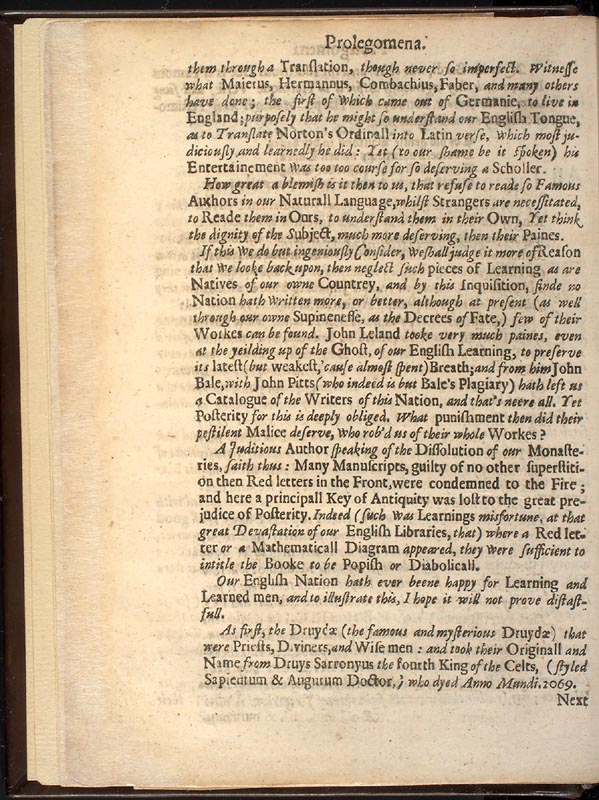 Prolegomena.
them through a Tranſlation, though never ſo imperfect. Witneſſe
what Maierus, Hermannus, Combachius, Faber, and many others
have done; the firſt of which came out of Germanie, to live in
England; purpoſely that he might ſo underſtand our Engliſh Tongue,
as to Tranſlate Norton's Ordinall into Latin verſe, which moſt ju-
diciouſly and learnedly he did: Yet (to our ſhame be it ſpoken) his
Entertainement was too too courſe for ſo deſerving a Scholler.
How great a blemiſh is it then to us, that refuſe to reade ſo Famous
Authors in our Naturall Language, whilſt Strangers are neceſſitated,
to Reade them in Ours, to underſtand them in their Own, Yet think
the dignity of the Subject, much more deſerving, then their Paines.
If this we do but ingeniouſly Conſider, we ſhall judge it more of Reaſon
that we looke back upon, then neglect ſuch pieces of Learning as are
Natives of our owne Countrey, and by this Inquiſition, finde no
Nation hath written more, or better, although at preſent (as well
through our owne Supineneſſe, as the Decrees of Fate,) few of their
Workes can be found. John Leland tooke very much paines, even
at the yeilding up of the Ghoſt, of our Engliſh Learning, to preſerve
its lateſt (but weakeſt, 'cauſe almoſt ſpent) Breath; and from him John
Bale, with John Pitts (who indeed is but Bale's Plagiary) hath left us
a Catalogue of the Writers of this Nation, and that's neere all. Yet
Poſterity for this is deeply obliged. What puniſhment then did their
peſtilent Malice deſerve, who rob'd us of their whole Workes?
A Juditious Author ſpeaking of the Diſſolution of our Monaſte-
ries, ſaith thus: Many Manuſcripts, guilty of no other ſuperſtiti-
on then Red letters in the Front, were condemned to the Fire;
and here a principall Key of Antiquity was loſt to the great pre-
judice of Poſterity. Indeed (ſuch was Learnings misfortune, at that
great Devaſtation of our Engliſh Libraries, that) where a Red let-
ter or a Mathematicall Diagram appeared, they were ſufficient to
intitle the Booke to be Popiſh or Diabolicall.
Our Engliſh Nation hath ever beene happy for Learning and
Learned men, and to illuſtrate this, I hope it will not prove diſtaſt-
full.
As firſt, the Druydæ (the famous and myſterious Druydæ) that
were Prieſts, Diviners, and Wiſe men: and took their Originall and
Name from Druys Sarronyus the fourth King of the Celts, (ſtyled
Sapientum & Augurum Doctor,) who dyed Anno Mundi. 2069.
Next